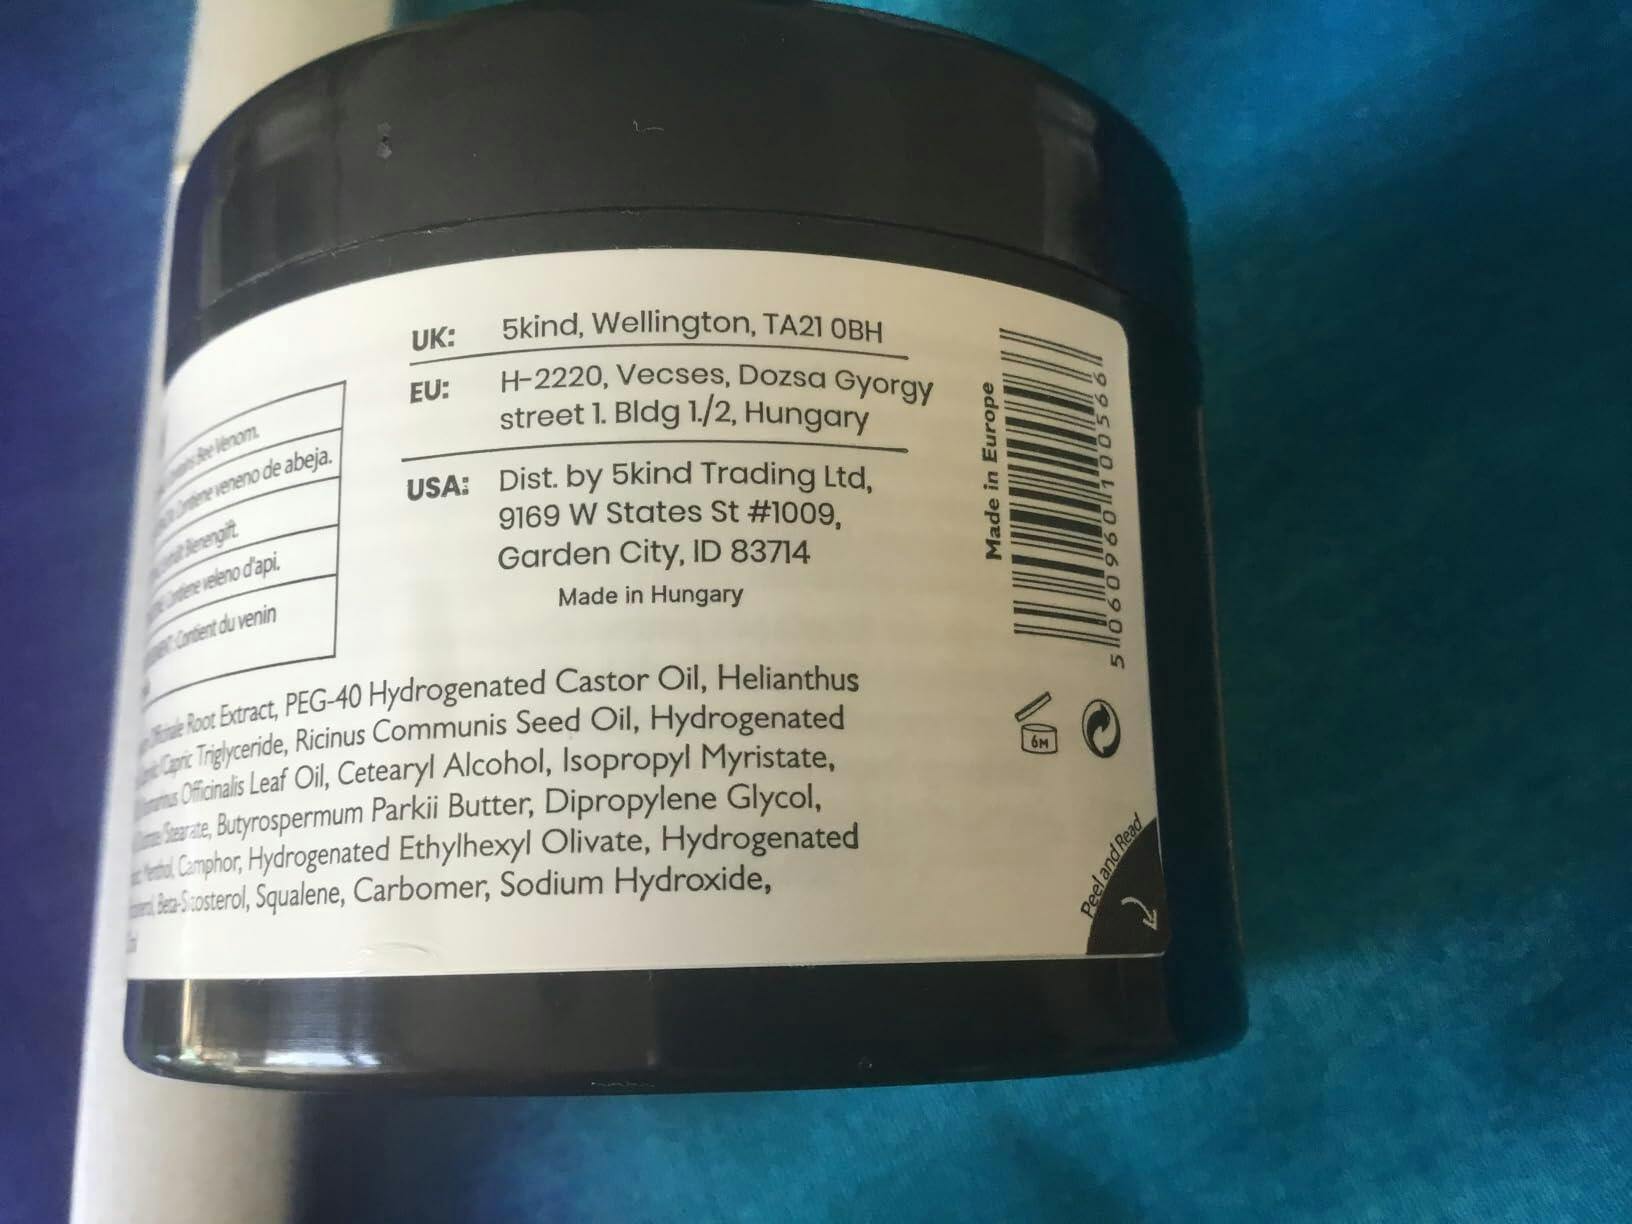 Bee Venom.
Contiene veneno de abeja.
Bienengift.
Contiene veleno d'api.
Contient du venin
UK: 5kind, Wellington, TA21 0BH
EU: H-2220, Vecses, Dozsa Gyorgy
street 1. Bldg 1./2, Hungary
USA: Dist. by 5kind Trading Ltd,
9169 W States St #1009,
Garden City, ID 83714
Made in Hungary
Root Extract, PEG-40 Hydrogenated Castor Oil, Helianthus
Triglyceride, Ricinus Communis Seed Oil, Hydrogenated
Officinalis Leaf Oil, Cetearyl Alcohol, Isopropyl Myristate,
Stearate, Butyrospermum Parkii Butter, Dipropylene Glycol,
Menthol, Camphor, Hydrogenated Ethylhexyl Olivate, Hydrogenated
Beta-Sitosterol, Squalene, Carbomer, Sodium Hydroxide,
Made in Europe
5 060960 100566
6M
Peel and Read